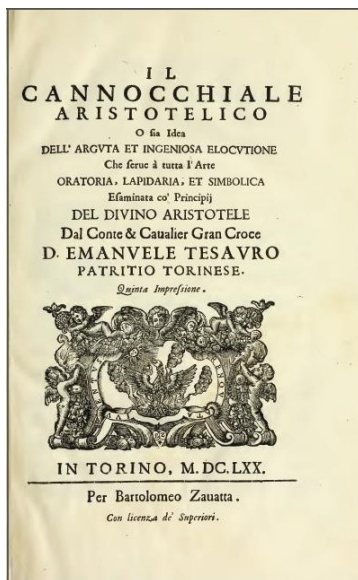 IL
CANNOCCHIALE
ARISTOTELICO
O ſia Idea
DELL' ARGVTA ET INGENIOSA ELOCVTIONE
Che ſerue à tutta l'Arte
ORATORIA, LAPIDARIA, ET SIMBOLICA
Eſaminata co' Principij
DEL DIVINO ARISTOTELE
Dal Conte & Caualier Gran Croce
D. EMANVELE TESAVRO
PATRITIO TORINESE.
Quinta Impreſsione.
IN TORINO, M. DC. LXX.
Per Bartolomeo Zauatta.
Con licenza de' Superiori.